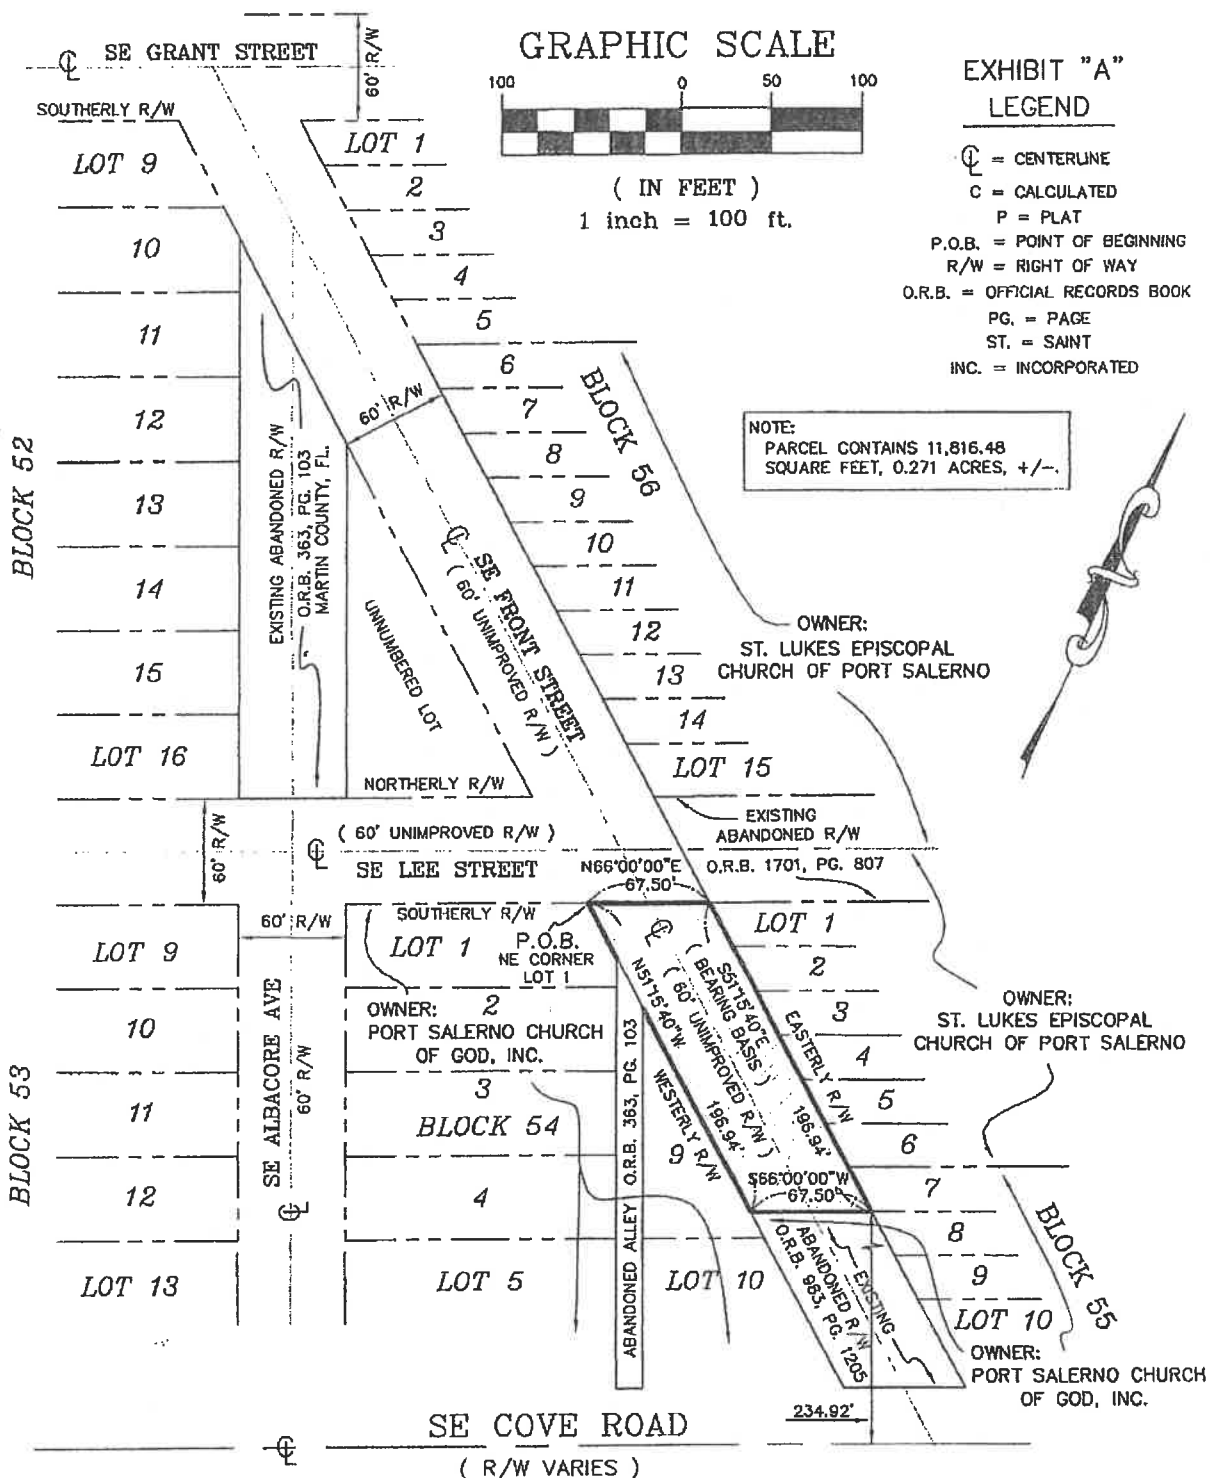 SE GRANT STREET
60' R/W
SOUTHERLY R/W
GRAPHIC SCALE
100 0 50 100
( IN FEET )
1 inch = 100 ft.
EXHIBIT "A"
LEGEND
℄ = CENTERLINE
C = CALCULATED
P = PLAT
P.O.B. = POINT OF BEGINNING
R/W = RIGHT OF WAY
O.R.B. = OFFICIAL RECORDS BOOK
PG. = PAGE
ST. = SAINT
INC. = INCORPORATED
NOTE:
PARCEL CONTAINS 11,816.48
SQUARE FEET, 0.271 ACRES, +/-.
BLOCK 52
LOT 9
10
11
12
13
14
15
LOT 16
EXISTING ABANDONED R/W
O.R.B. 363, PG. 103
MARTIN COUNTY, FL.
UNNUMBERED LOT
NORTHERLY R/W
60' R/W
℄ SE FRONT STREET
( 60' UNIMPROVED R/W )
LOT 1
2
3
4
5
6
7
8
9
10
11
12
13
14
LOT 15
BLOCK 56
OWNER:
ST. LUKES EPISCOPAL
CHURCH OF PORT SALERNO
EXISTING
ABANDONED R/W
O.R.B. 1701, PG. 807
60' R/W
( 60' UNIMPROVED R/W )
℄ SE LEE STREET
N66°00'00"E
67.50'
SOUTHERLY R/W
60' R/W
P.O.B.
NE CORNER
LOT 1
BLOCK 53
LOT 9
10
11
12
LOT 13
SE ALBACORE AVE
60' R/W
℄
LOT 1
2
OWNER:
PORT SALERNO CHURCH
OF GOD, INC.
3
BLOCK 54
4
LOT 5
ABANDONED ALLEY O.R.B. 363, PG. 103
9
LOT 10
N51°15'40"W
196.94'
WESTERLY R/W
℄
S51°15'40"E
( BEARING BASIS )
( 60' UNIMPROVED R/W )
196.94'
EASTERLY R/W
S66°00'00"W
67.50'
LOT 1
2
3
4
5
6
7
8
9
LOT 10
BLOCK 55
OWNER:
ST. LUKES EPISCOPAL
CHURCH OF PORT SALERNO
EXISTING
ABANDONED R/W
O.R.B. 963, PG. 1205
OWNER:
PORT SALERNO CHURCH
OF GOD, INC.
234.92'
SE COVE ROAD
℄
( R/W VARIES )